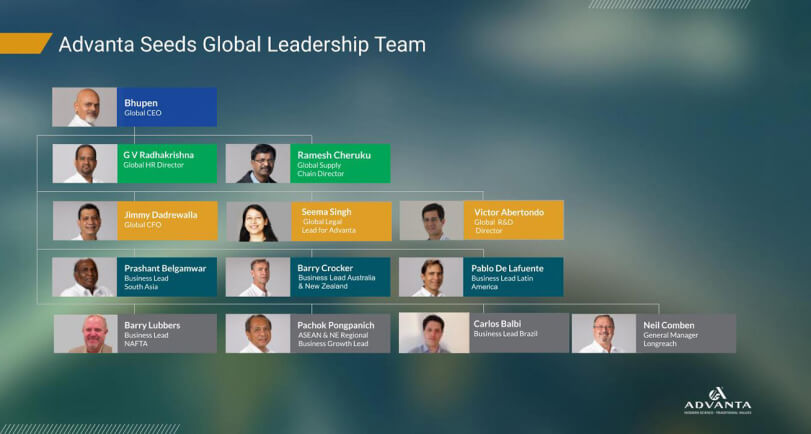 Advanta Seeds Global Leadership Team
Bhupen
Global CEO
G V Radhakrishna
Global HR Director
Ramesh Cheruku
Global Supply
Chain Director
Jimmy Dadrewalla
Global CFO
Seema Singh
Global Legal
Lead for Advanta
Victor Abertondo
Global R&D
Director
Prashant Belgamwar
Business Lead
South Asia
Barry Crocker
Business Lead Australia
& New Zealand
Pablo De Lafuente
Business Lead Latin
America
Barry Lubbers
Business Lead
NAFTA
Pachok Pongpanich
ASEAN & NE Regional
Business Growth Lead
Carlos Balbi
Business Lead Brazil
Neil Comben
General Manager
Longreach
ADVANTA
MODERN SCIENCE · TRADITIONAL VALUES